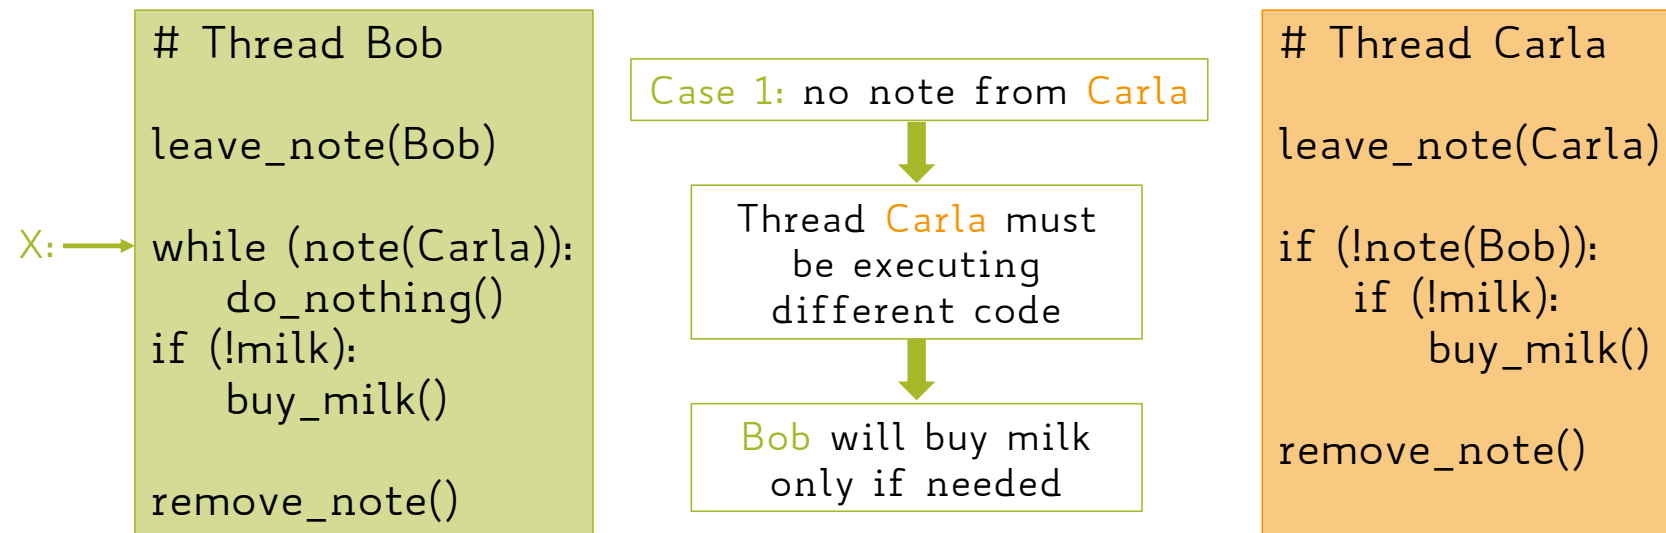 # Thread Bob
leave_note(Bob)
X:
while (note(Carla)):
do_nothing()
if (!milk):
buy_milk()
remove_note()
Case 1: no note from Carla
Thread Carla must
be executing
different code
Bob will buy milk
only if needed
# Thread Carla
leave_note(Carla)
if (!note(Bob)):
if (!milk):
buy_milk()
remove_note()